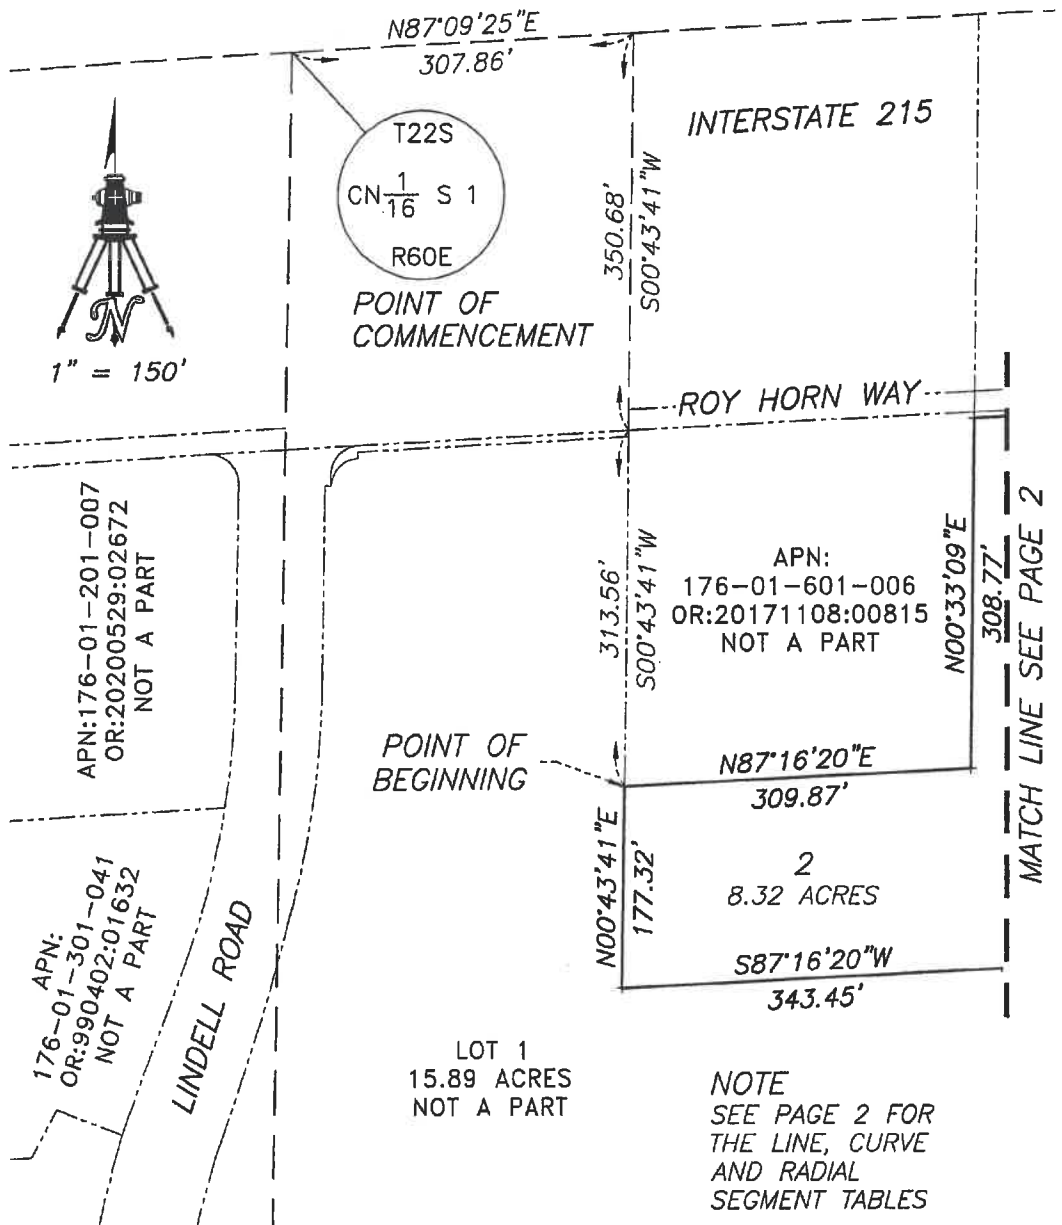 N87°09'25"E
307.86'
INTERSTATE 215
T22S
CN 1/16 S 1
R60E
350.68'
S00°43'41"W
POINT OF
COMMENCEMENT
N
1" = 150'
ROY HORN WAY
APN:176-01-201-007
OR:20200529:02672
NOT A PART
313.56'
S00°43'41"W
APN:
176-01-601-006
OR:20171108:00815
NOT A PART
N00°33'09"E
308.77'
MATCH LINE SEE PAGE 2
POINT OF
BEGINNING
N87°16'20"E
309.87'
N00°43'41"E
177.32'
2
8.32 ACRES
S87°16'20"W
343.45'
APN:
176-01-301-041
OR:990402:01632
NOT A PART
LINDELL ROAD
LOT 1
15.89 ACRES
NOT A PART
NOTE
SEE PAGE 2 FOR
THE LINE, CURVE
AND RADIAL
SEGMENT TABLES